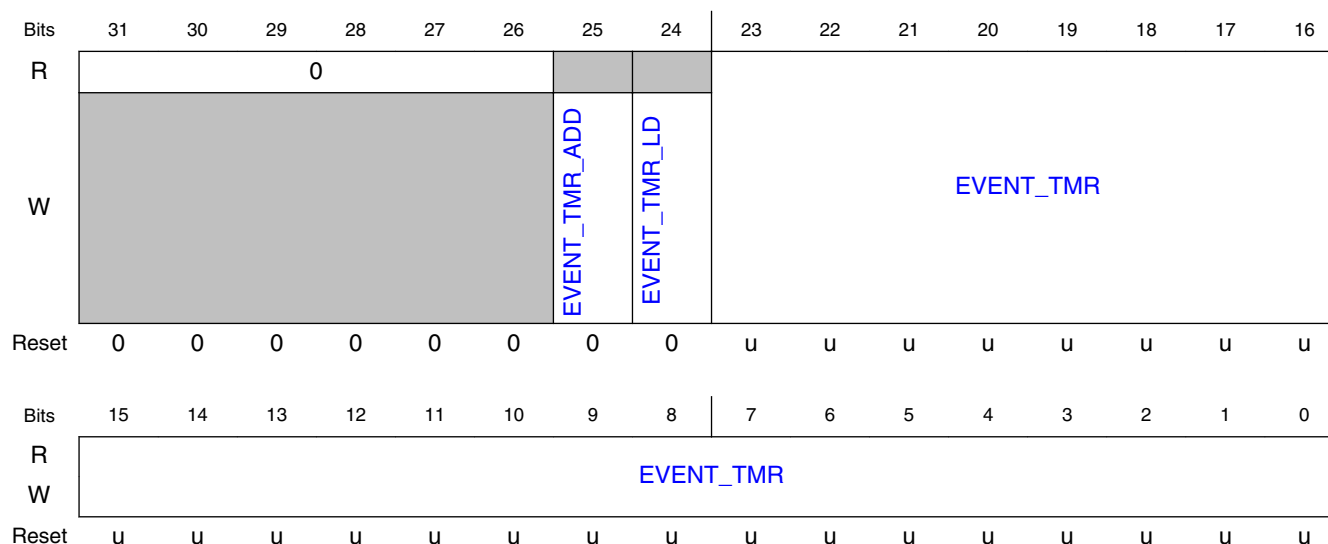 Bits 31 30 29 28 27 26 25 24 23 22 21 20 19 18 17 16
R 0
W EVENT_TMR_ADD EVENT_TMR_LD EVENT_TMR
Reset 0 0 0 0 0 0 0 0 u u u u u u u u
Bits 15 14 13 12 11 10 9 8 7 6 5 4 3 2 1 0
R
EVENT_TMR
W
Reset u u u u u u u u u u u u u u u u